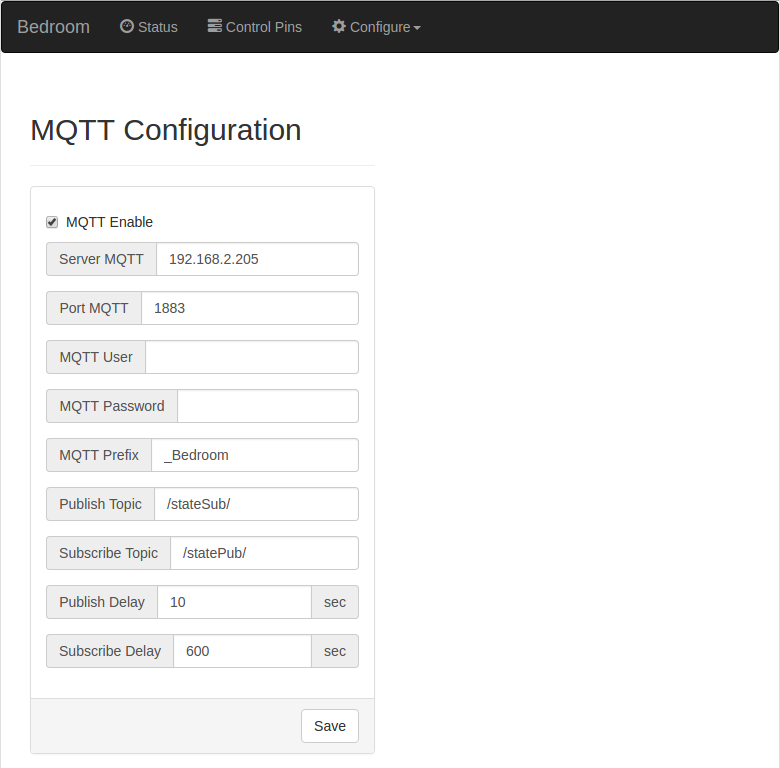 Bedroom Status Control Pins Configure
MQTT Configuration
MQTT Enable
Server MQTT 192.168.2.205
Port MQTT 1883
MQTT User
MQTT Password
MQTT Prefix _Bedroom
Publish Topic /stateSub/
Subscribe Topic /statePub/
Publish Delay 10 sec
Subscribe Delay 600 sec
Save